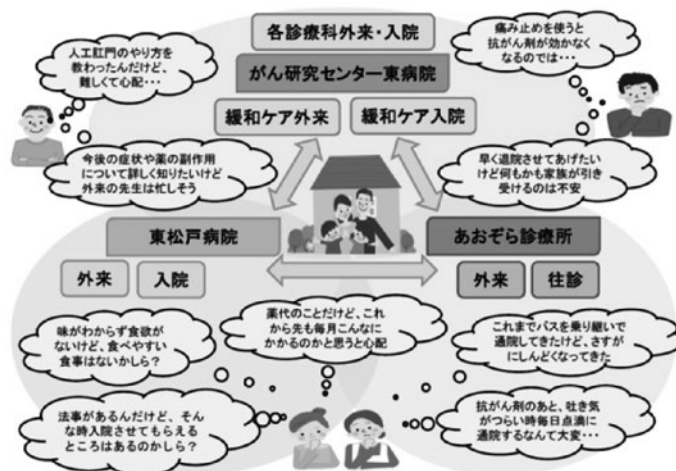 各診療科外来・入院
がん研究センター東病院
緩和ケア外来
緩和ケア入院
人工肛門のやり方を
教わったんだけど、
難しくて心配・・・
痛み止めを使うと
抗がん剤が効かなく
なるのでは・・・
今後の症状や薬の副作用
について詳しく知りたいけど
外来の先生は忙しそう
早く退院させてあげたい
けど何もかも家族が引き
受けるのは不安
東松戸病院
外来
入院
あおぞら診療所
外来
往診
味がわからず食欲が
ないけど、食べやすい
食事はないかしら？
薬代のことだけど、これ
から先も毎月こんなに
かかるのかと思うと心配
これまでバスを乗り継いで
通院してきたけど、さすが
にしんどくなってきた
法事があるんだけど、そん
な時入院させてもらえる
ところはあるのかしら？
抗がん剤のあと、吐き気
がつらい時毎日点滴に
通院するなんて大変・・・